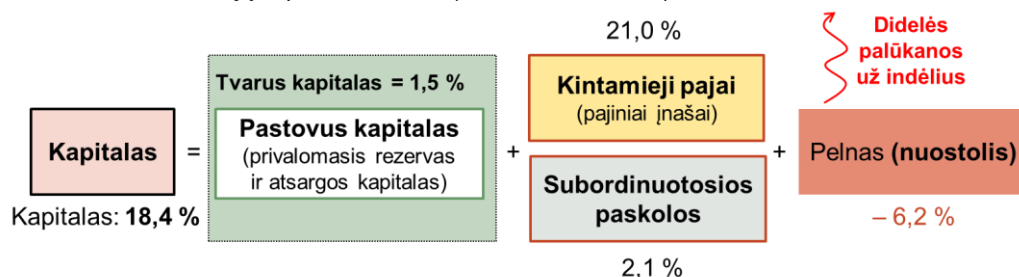 21,0 %
Didelės
palūkanos
už indėlius
Tvarus kapitalas = 1,5 %
Kintamieji pajai
(pajiniai įnašai)
Kapitalas
=
Pastovus kapitalas
(privalomasis rezervas
ir atsargos kapitalas)
+
+
Pelnas (nuostolis)
Subordinuotosios
paskolos
Kapitalas: 18,4 %
– 6,2 %
2,1 %